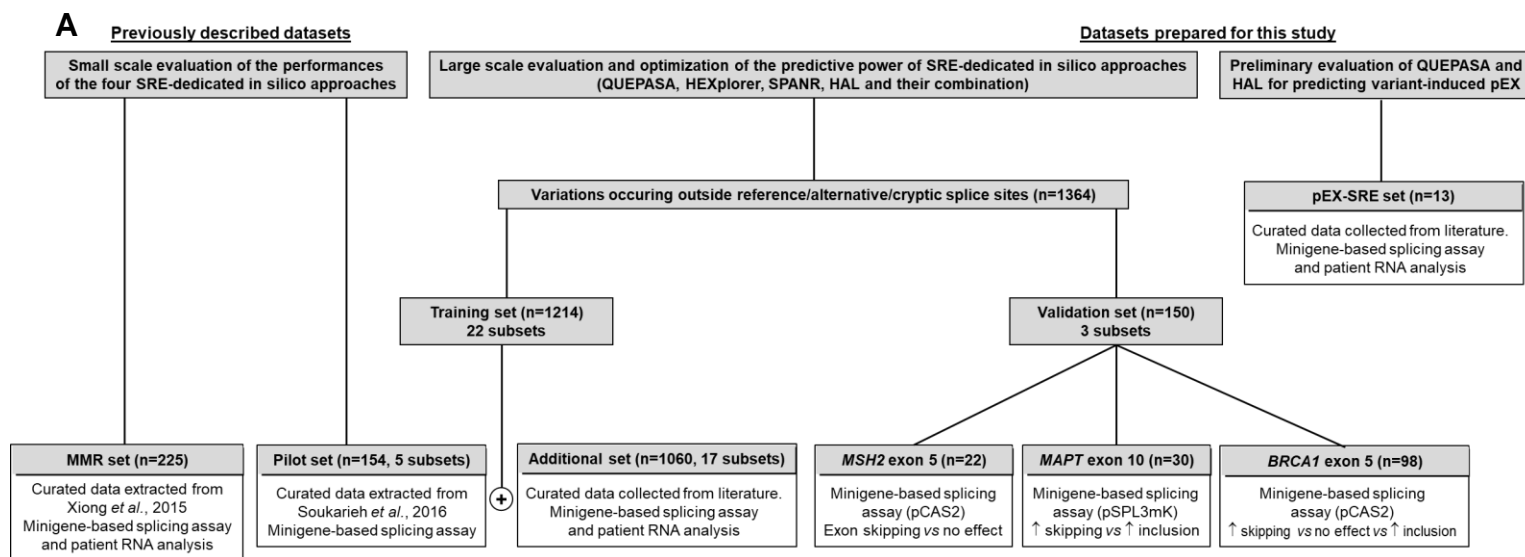 A
Previously described datasets
Datasets prepared for this study
Small scale evaluation of the performances
of the four SRE-dedicated in silico approaches
Large scale evaluation and optimization of the predictive power of SRE-dedicated in silico approaches
(QUEPASA, HEXplorer, SPANR, HAL and their combination)
Preliminary evaluation of QUEPASA and
HAL for predicting variant-induced pEX
Variations occuring outside reference/alternative/cryptic splice sites (n=1364)
pEX-SRE set (n=13)
Curated data collected from literature.
Minigene-based splicing assay
and patient RNA analysis
Training set (n=1214)
22 subsets
Validation set (n=150)
3 subsets
MMR set (n=225)
Curated data extracted from
Xiong et al., 2015
Minigene-based splicing assay
and patient RNA analysis
Pilot set (n=154, 5 subsets)
Curated data extracted from
Soukarieh et al., 2016
Minigene-based splicing assay
+
Additional set (n=1060, 17 subsets)
Curated data collected from literature.
Minigene-based splicing assay
and patient RNA analysis
MSH2 exon 5 (n=22)
Minigene-based splicing
assay (pCAS2)
Exon skipping vs no effect
MAPT exon 10 (n=30)
Minigene-based splicing
assay (pSPL3mK)
↑ skipping vs ↑ inclusion
BRCA1 exon 5 (n=98)
Minigene-based splicing
assay (pCAS2)
↑ skipping vs no effect vs ↑ inclusion